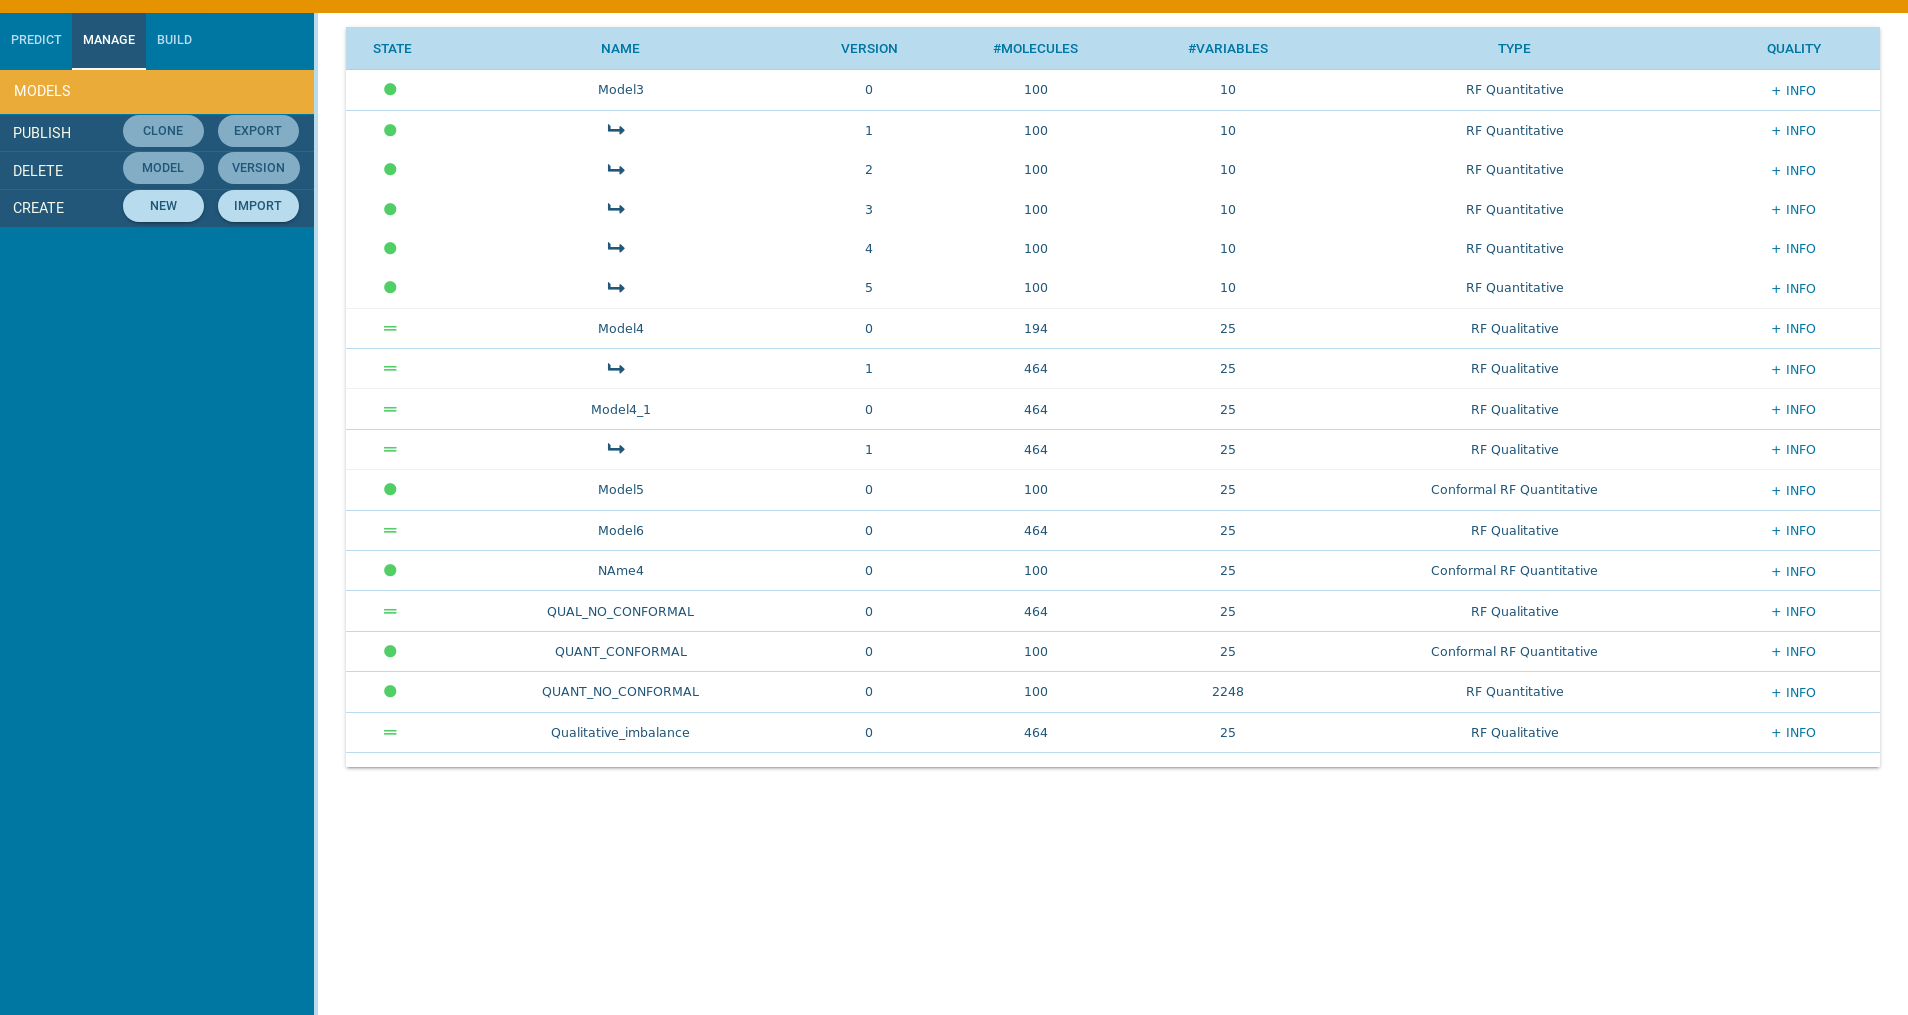 PREDICT MANAGE BUILD
MODELS
PUBLISH CLONE EXPORT
DELETE MODEL VERSION
CREATE NEW IMPORT
STATE NAME VERSION #MOLECULES #VARIABLES TYPE QUALITY
Model3 0 100 10 RF Quantitative + INFO
1 100 10 RF Quantitative + INFO
2 100 10 RF Quantitative + INFO
3 100 10 RF Quantitative + INFO
4 100 10 RF Quantitative + INFO
5 100 10 RF Quantitative + INFO
Model4 0 194 25 RF Qualitative + INFO
1 464 25 RF Qualitative + INFO
Model4_1 0 464 25 RF Qualitative + INFO
1 464 25 RF Qualitative + INFO
Model5 0 100 25 Conformal RF Quantitative + INFO
Model6 0 464 25 RF Qualitative + INFO
NAme4 0 100 25 Conformal RF Quantitative + INFO
QUAL_NO_CONFORMAL 0 464 25 RF Qualitative + INFO
QUANT_CONFORMAL 0 100 25 Conformal RF Quantitative + INFO
QUANT_NO_CONFORMAL 0 100 2248 RF Quantitative + INFO
Qualitative_imbalance 0 464 25 RF Qualitative + INFO